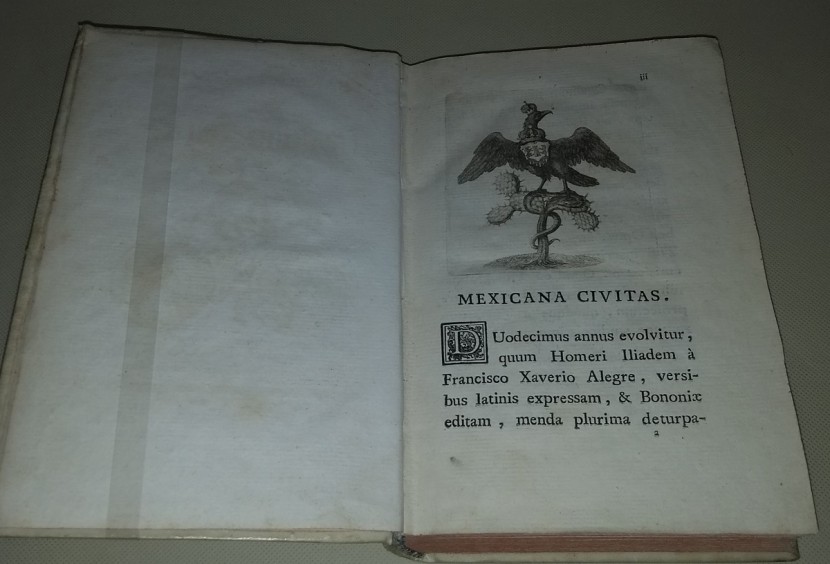 iii
MEXICANA CIVITAS.
DUodecimus annus evolvitur,
quum Homeri Iliadem à
Francisco Xaverio Alegre, versi-
bus latinis expressam, & Bononiæ
editam, menda plurima deturpa-
a